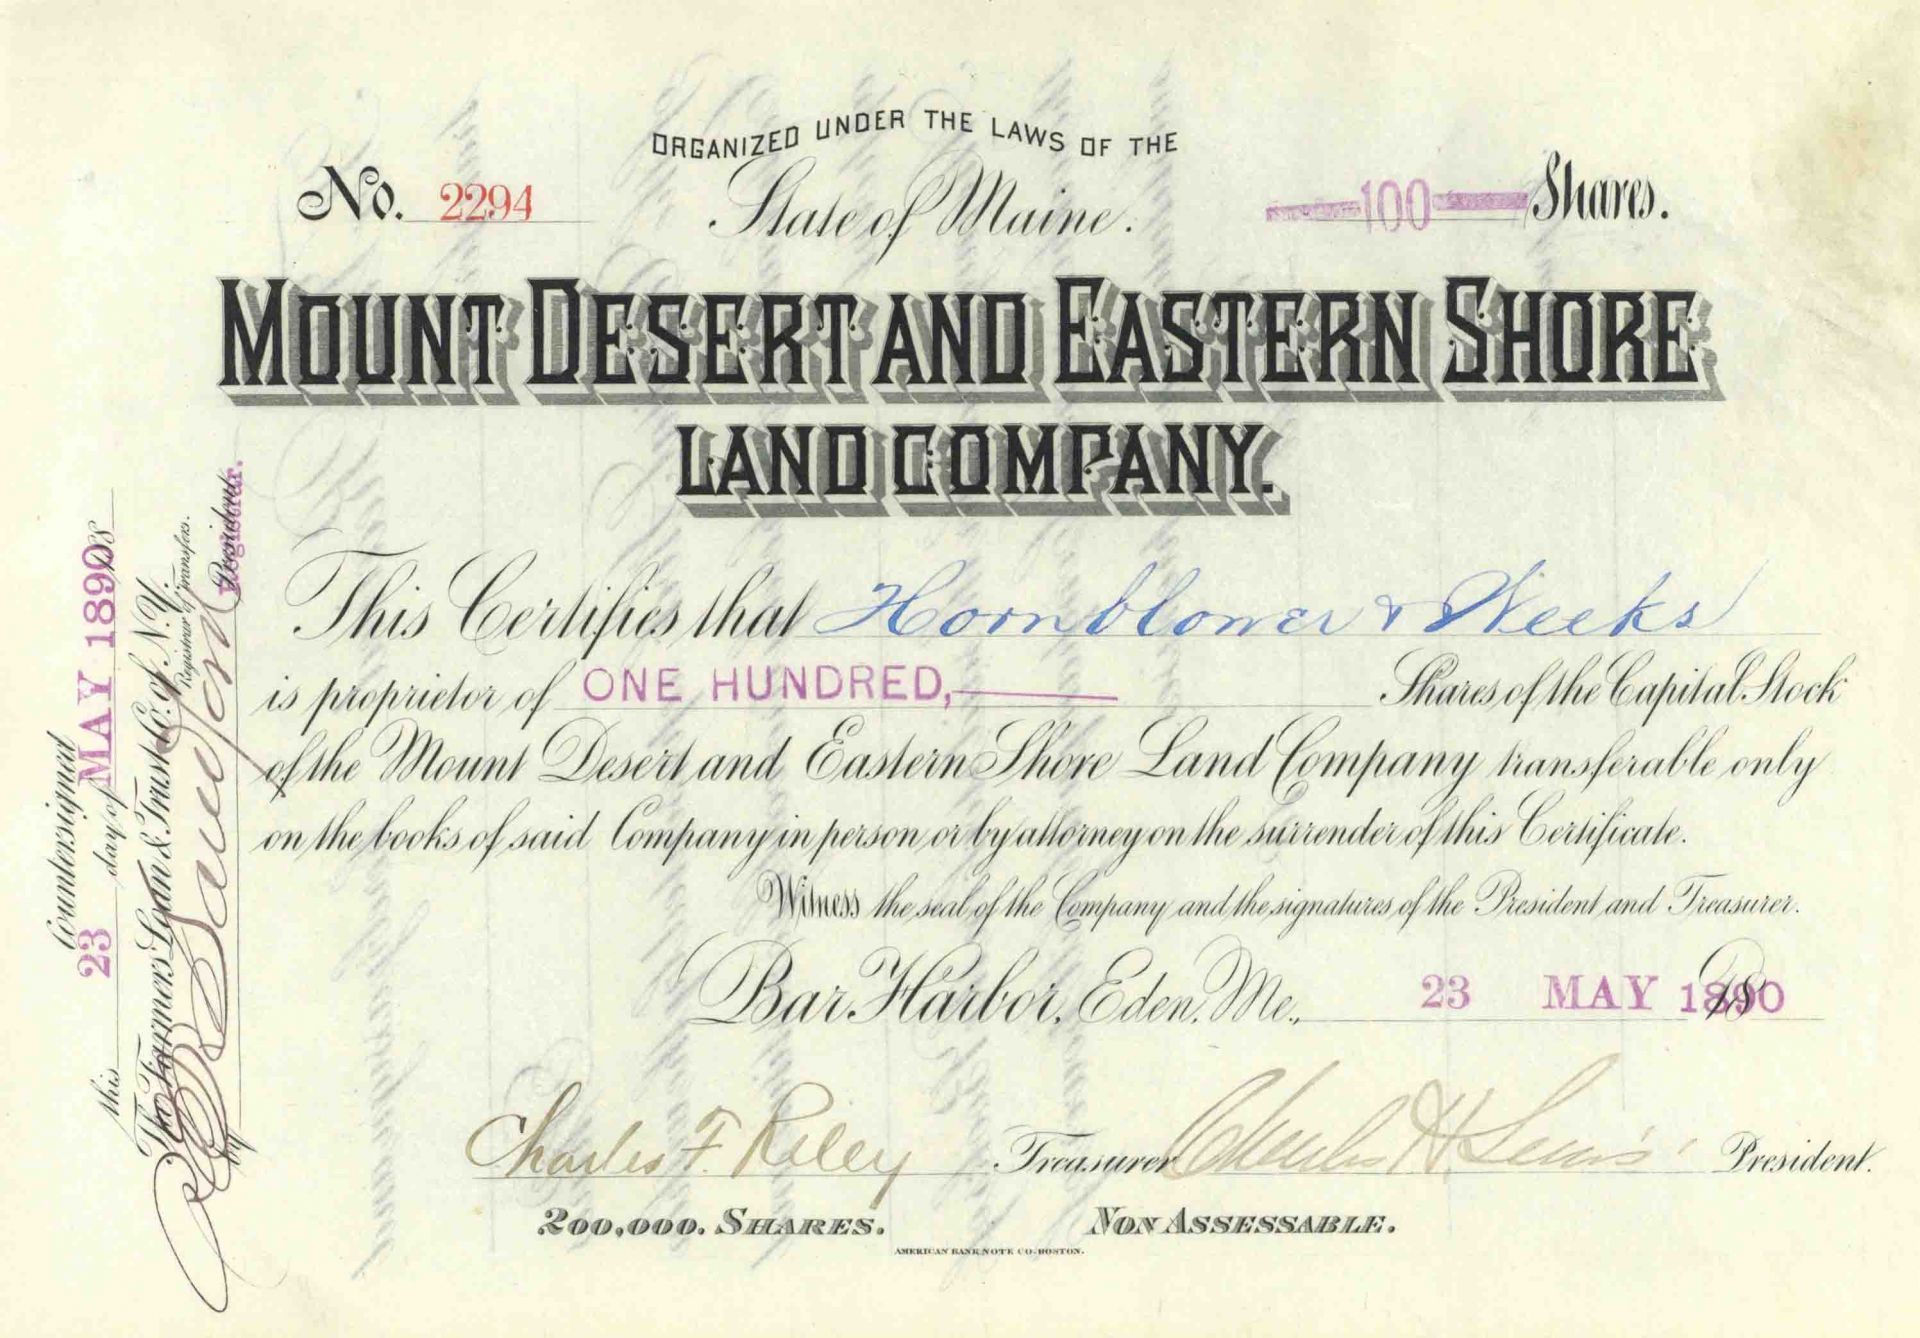 ORGANIZED UNDER THE LAWS OF THE
No. 2294
State of Maine.
100 Shares.
MOUNT DESERT AND EASTERN SHORE
LAND COMPANY.
This Certifies that Hornblower & Weeks
is proprietor of ONE HUNDRED, Shares of the Capital Stock
of the Mount Desert and Eastern Shore Land Company transferable only
on the books of said Company in person or by attorney on the surrender of this Certificate.
Witness the seal of the Company and the signatures of the President and Treasurer.
Bar Harbor, Eden, Me., 23 MAY 1890 18
Charles F. Riley Treasurer Charles H. Lewis President.
200,000. SHARES. NON ASSESSABLE.
AMERICAN BANK NOTE CO. BOSTON.
Countersigned
this 23 day of MAY 1890 18
The Farmers Loan & Trust Co. of N.Y.
Registrar of Transfers.
by President.
Registrar.